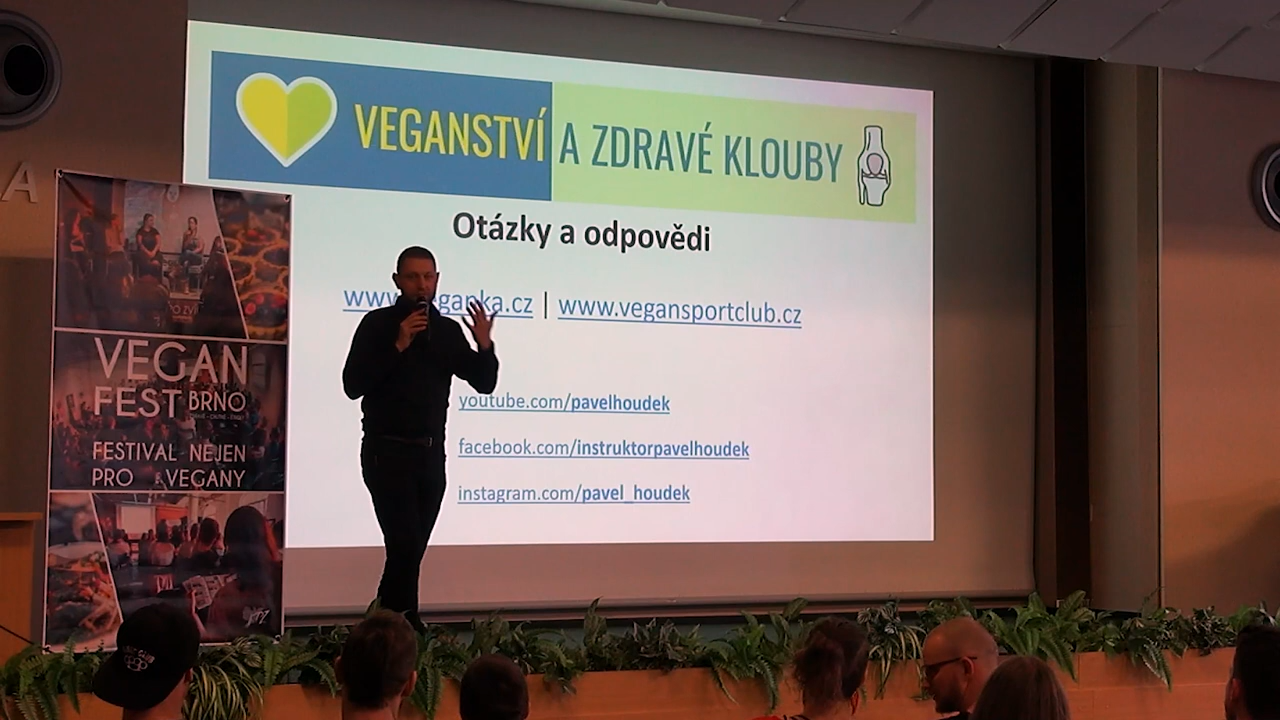 VEGANSTVÍ A ZDRAVÉ KLOUBY
Otázky a odpovědi
www. ganka.cz | www.vegansportclub.cz
youtube.com/pavelhoudek
facebook.com/instruktorpavelhoudek
instagram.com/pavel_houdek
A
VEGAN
FEST BRNO
FESTIVAL NEJEN
PRO VEGANY